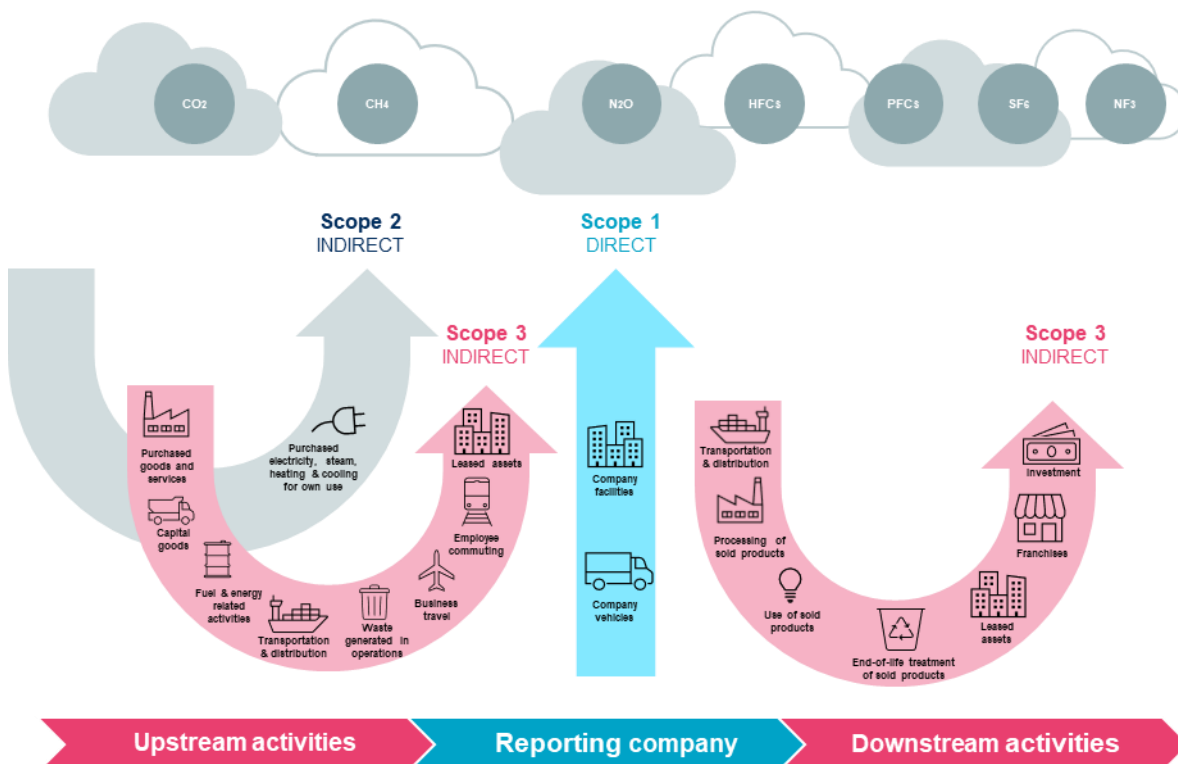 CO2
CH4
N2O
HFCS
PFCS
SF6
NF3
Scope 2
INDIRECT
Scope 1
DIRECT
Scope 3
INDIRECT
Scope 3
INDIRECT
Purchased
goods and
services
Capital
goods
Fuel & energy
related
activities
Transportation
& distribution
Waste
generated in
operations
Business
travel
Employee
commuting
Leased assets
Purchased
electricity, steam,
heating & cooling
for own use
Company
facilities
Company
vehicles
Transportation
& distribution
Processing of
sold products
Use of sold
products
End-of-life treatment
of sold products
Leased
assets
Franchises
Investment
Upstream activities
Reporting company
Downstream activities